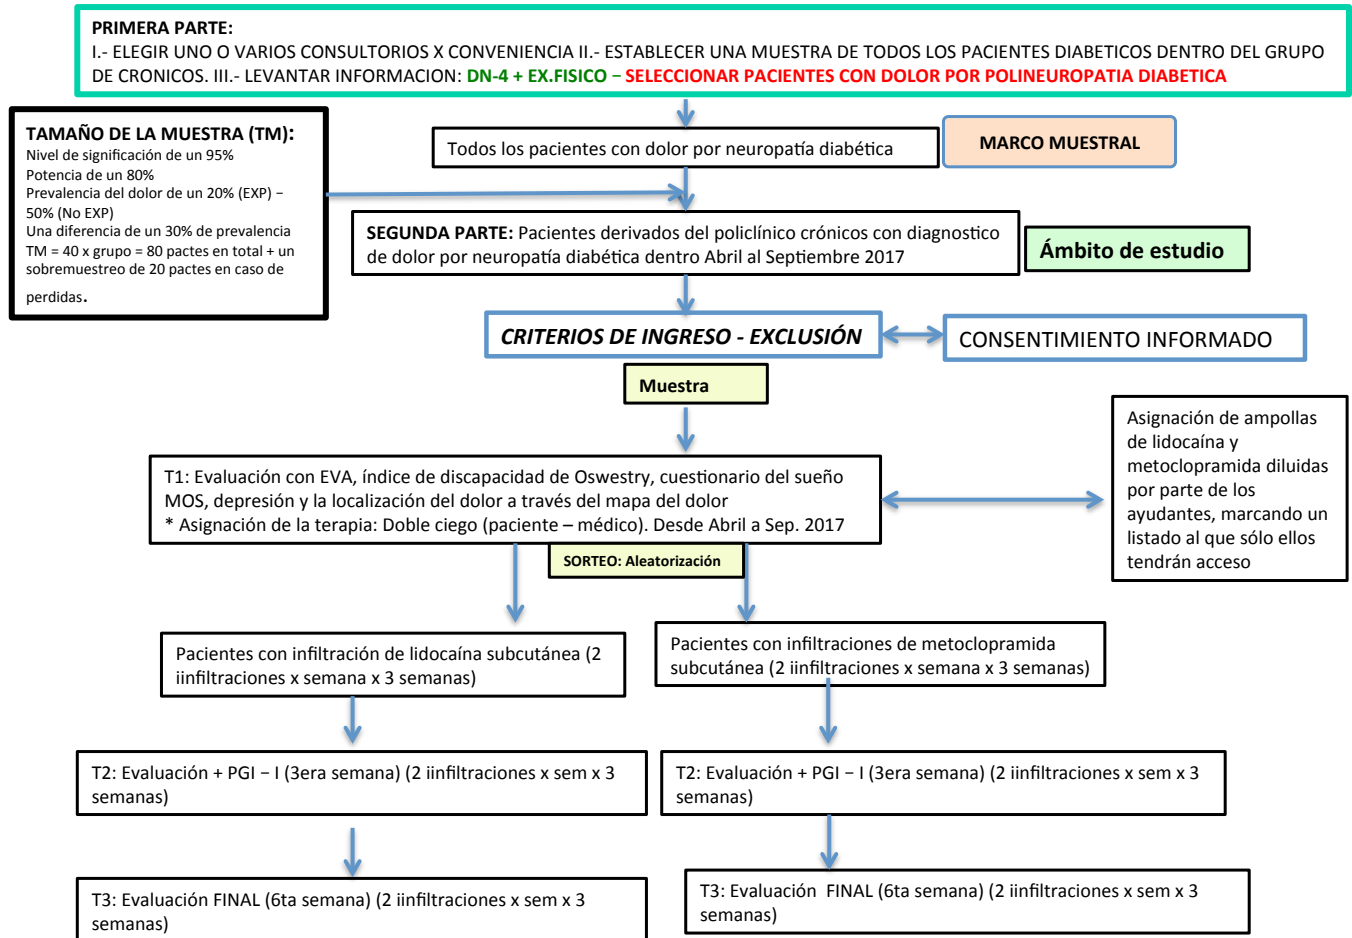 PRIMERA PARTE:
I.- ELEGIR UNO O VARIOS CONSULTORIOS X CONVENIENCIA II.- ESTABLECER UNA MUESTRA DE TODOS LOS PACIENTES DIABETICOS DENTRO DEL GRUPO
DE CRONICOS. III.- LEVANTAR INFORMACION: DN-4 + EX.FISICO – SELECCIONAR PACIENTES CON DOLOR POR POLINEUROPATIA DIABETICA
TAMAÑO DE LA MUESTRA (TM):
Nivel de significación de un 95%
Potencia de un 80%
Prevalencia del dolor de un 20% (EXP) –
50% (No EXP)
Una diferencia de un 30% de prevalencia
TM = 40 x grupo = 80 pactes en total + un
sobremuestreo de 20 pactes en caso de
perdidas.
Todos los pacientes con dolor por neuropatía diabética
MARCO MUESTRAL
SEGUNDA PARTE: Pacientes derivados del policlínico crónicos con diagnostico
de dolor por neuropatía diabética dentro Abril al Septiembre 2017
Ámbito de estudio
CRITERIOS DE INGRESO - EXCLUSIÓN
CONSENTIMIENTO INFORMADO
Muestra
T1: Evaluación con EVA, índice de discapacidad de Oswestry, cuestionario del sueño
MOS, depresión y la localización del dolor a través del mapa del dolor
* Asignación de la terapia: Doble ciego (paciente – médico). Desde Abril a Sep. 2017
Asignación de ampollas
de lidocaína y
metoclopramida diluidas
por parte de los
ayudantes, marcando un
listado al que sólo ellos
tendrán acceso
SORTEO: Aleatorización
Pacientes con infiltración de lidocaína subcutánea (2
iinfiltraciones x semana x 3 semanas)
Pacientes con infiltraciones de metoclopramida
subcutánea (2 iinfiltraciones x semana x 3 semanas)
T2: Evaluación + PGI – I (3era semana) (2 iinfiltraciones x sem x 3
semanas)
T2: Evaluación + PGI – I (3era semana) (2 iinfiltraciones x sem x 3
semanas)
T3: Evaluación FINAL (6ta semana) (2 iinfiltraciones x sem x 3
semanas)
T3: Evaluación  FINAL (6ta semana) (2 iinfiltraciones x sem x 3
semanas)